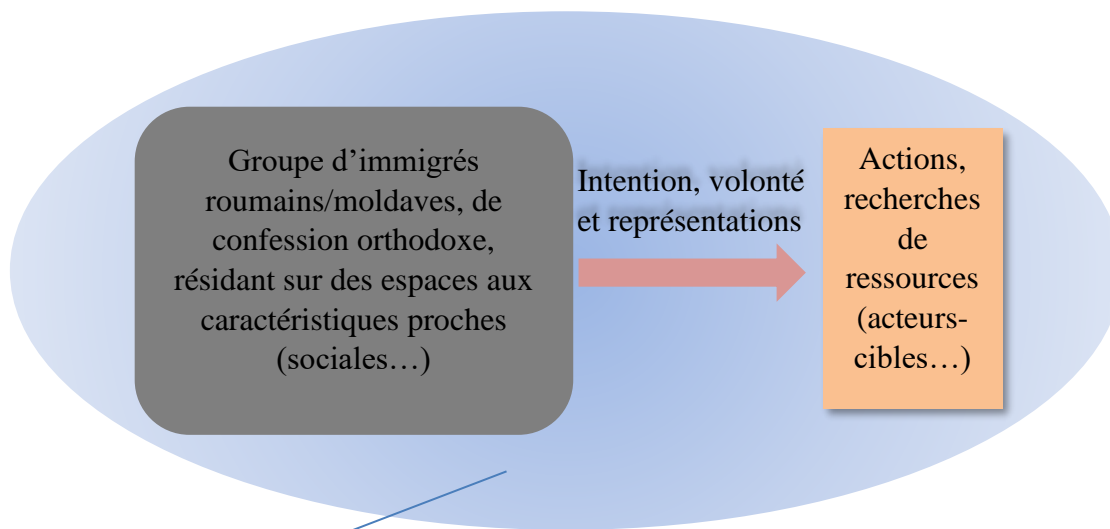 Groupe d’immigrés
roumains/moldaves, de
confession orthodoxe,
résidant sur des espaces aux
caractéristiques proches
(sociales…)
Intention, volonté
et représentations
Actions,
recherches
de
ressources
(acteurs-
cibles…)